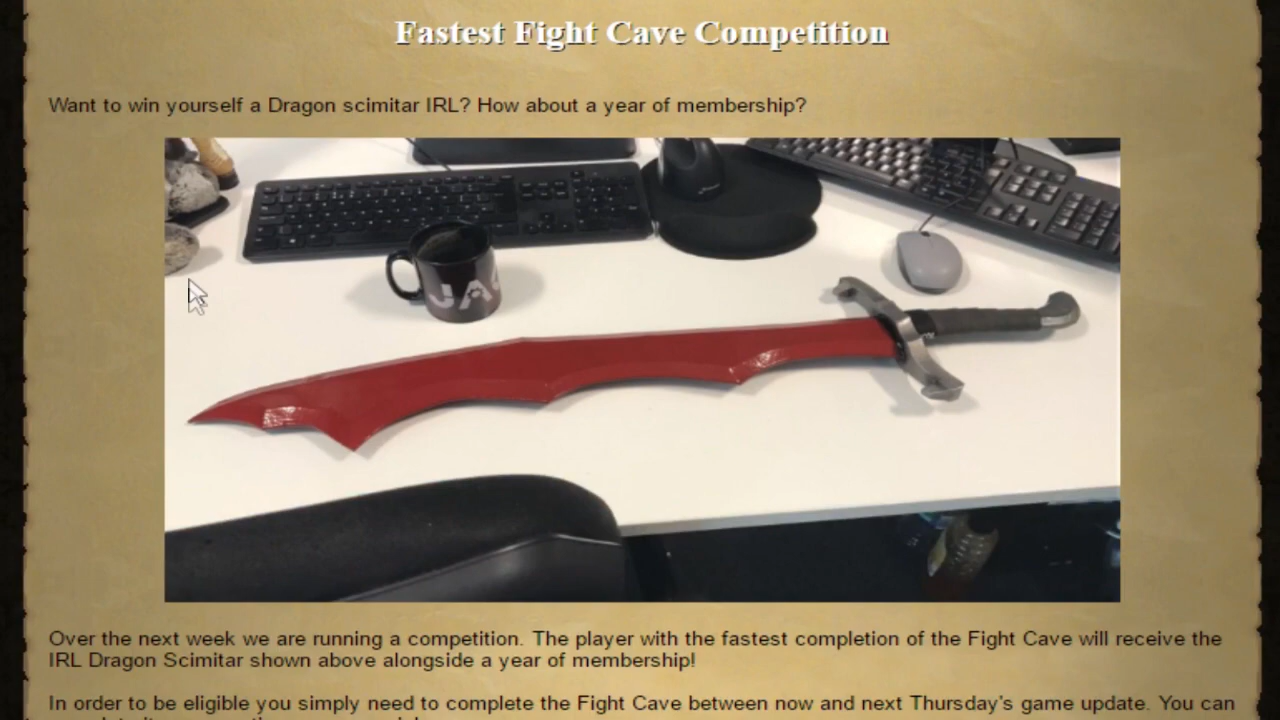 Fastest Fight Cave Competition
Want to win yourself a Dragon scimitar IRL? How about a year of membership?
JAG
Over the next week we are running a competition. The player with the fastest completion of the Fight Cave will receive the
IRL Dragon Scimitar shown above alongside a year of membership!
In order to be eligible you simply need to complete the Fight Cave between now and next Thursday's game update. You can